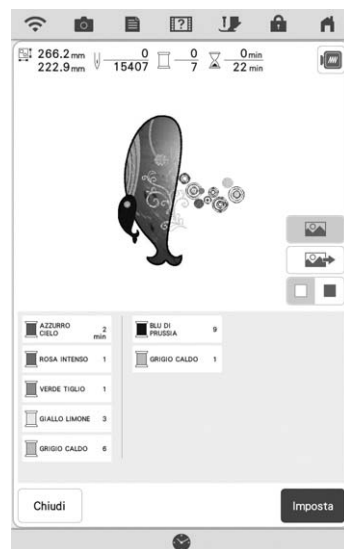 266.2 mm
222.9 mm
0
15407
0
7
0 min
22 min
AZZURRO
CIELO
2
min
ROSA INTENSO 1
VERDE TIGLIO 1
GIALLO LIMONE 3
GRIGIO CALDO 6
BLU DI
PRUSSIA
9
GRIGIO CALDO 1
Chiudi
Imposta